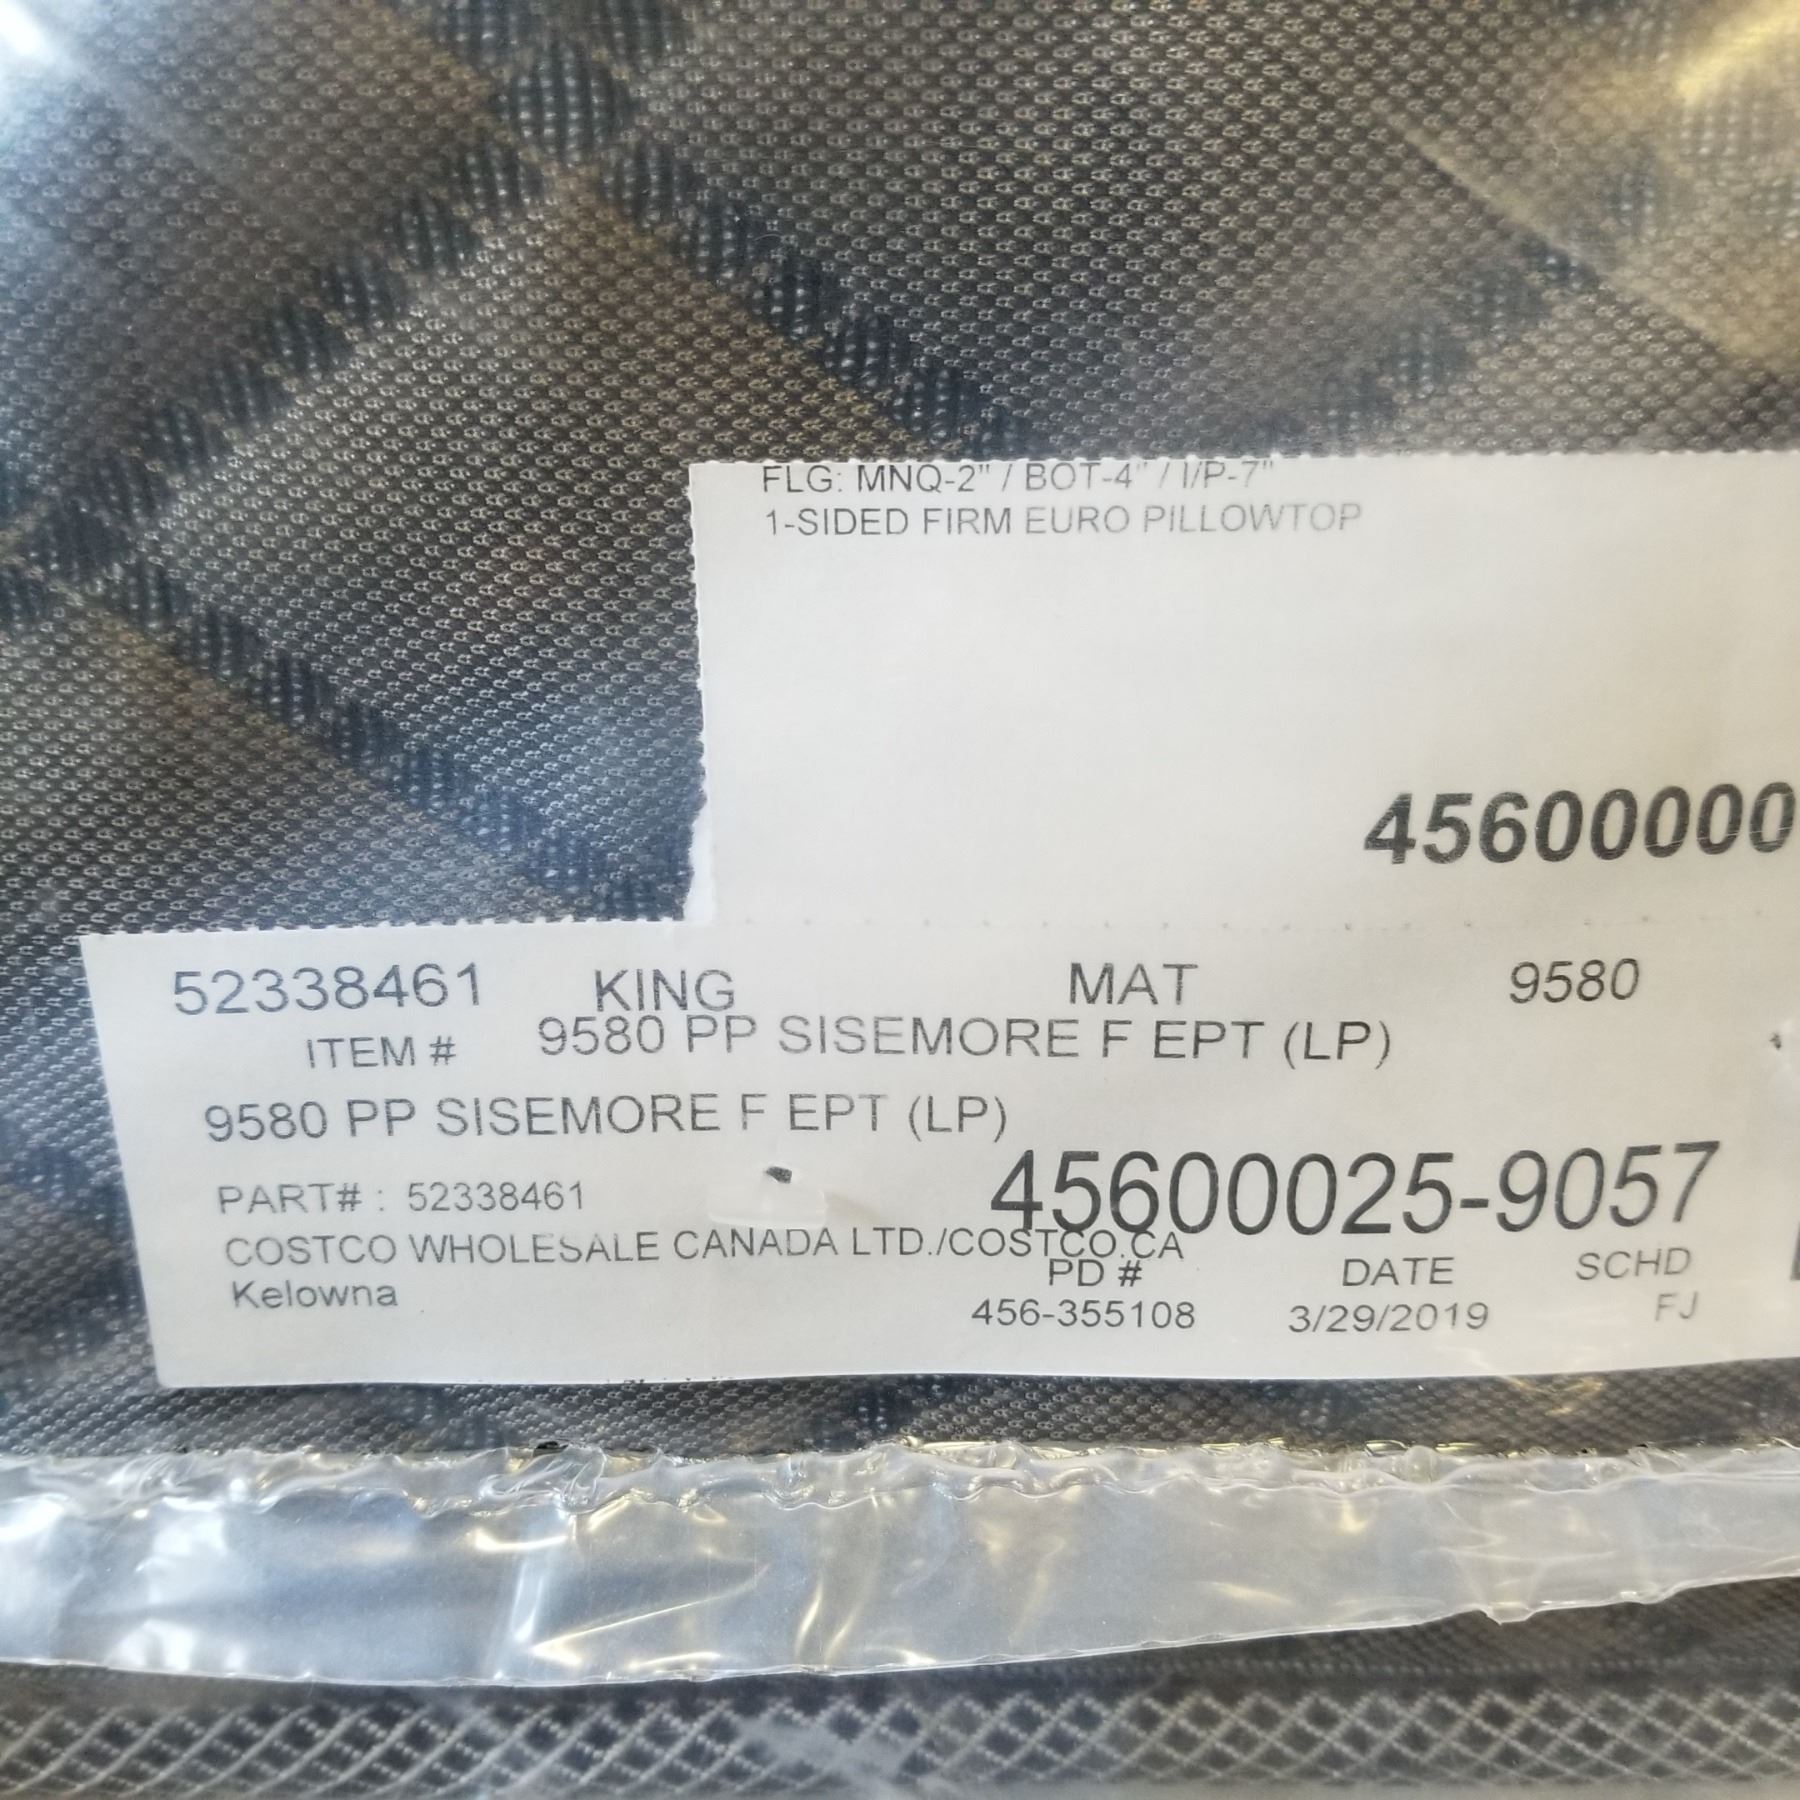 FLG: MNQ-2" / BOT-4" / I/P-7"
1-SIDED FIRM EURO PILLOWTOP
45600000
52338461 KING MAT 9580
ITEM # 9580 PP SISEMORE F EPT (LP)
9580 PP SISEMORE F EPT (LP)
45600025-9057
PART# : 52338461
COSTCO WHOLESALE CANADA LTD./COSTCO.CA
Kelowna
PD # DATE SCHD
456-355108 3/29/2019 FJ